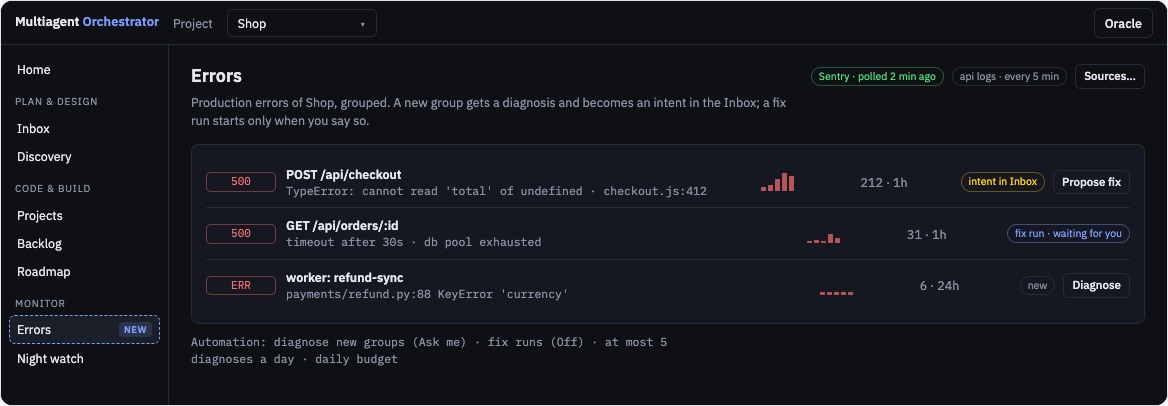 Multiagent Orchestrator Project Shop Oracle
Home
PLAN & DESIGN
Inbox
Discovery
CODE & BUILD
Projects
Backlog
Roadmap
MONITOR
Errors NEW
Night watch
Errors
Sentry · polled 2 min ago api logs · every 5 min Sources...
Production errors of Shop, grouped. A new group gets a diagnosis and becomes an intent in the Inbox; a fix
run starts only when you say so.
500 POST /api/checkout 212 · 1h intent in Inbox Propose fix
TypeError: cannot read 'total' of undefined · checkout.js:412
500 GET /api/orders/:id 31 · 1h fix run · waiting for you
timeout after 30s · db pool exhausted
ERR worker: refund-sync 6 · 24h new Diagnose
payments/refund.py:88 KeyError 'currency'
Automation: diagnose new groups (Ask me) · fix runs (Off) · at most 5
diagnoses a day · daily budget